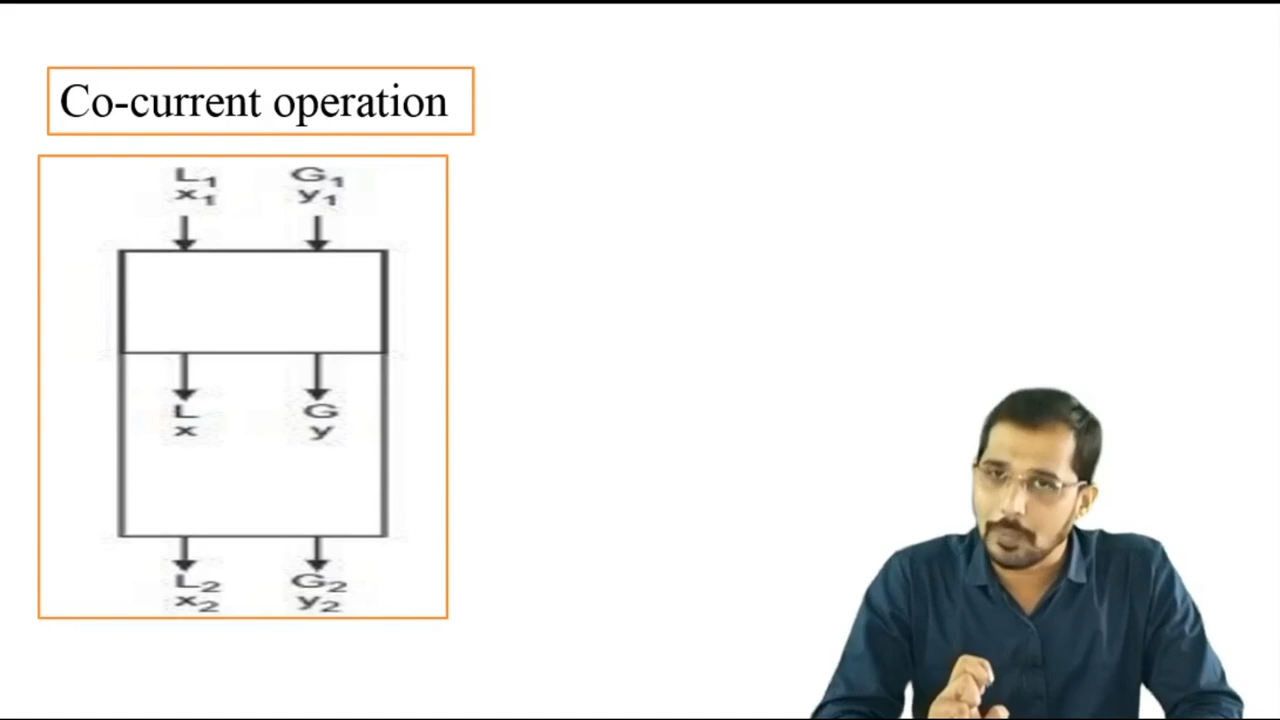 Co-current operation
L₁ G₁
x₁ y₁
L G
x y
L₂ G₂
x₂ y₂